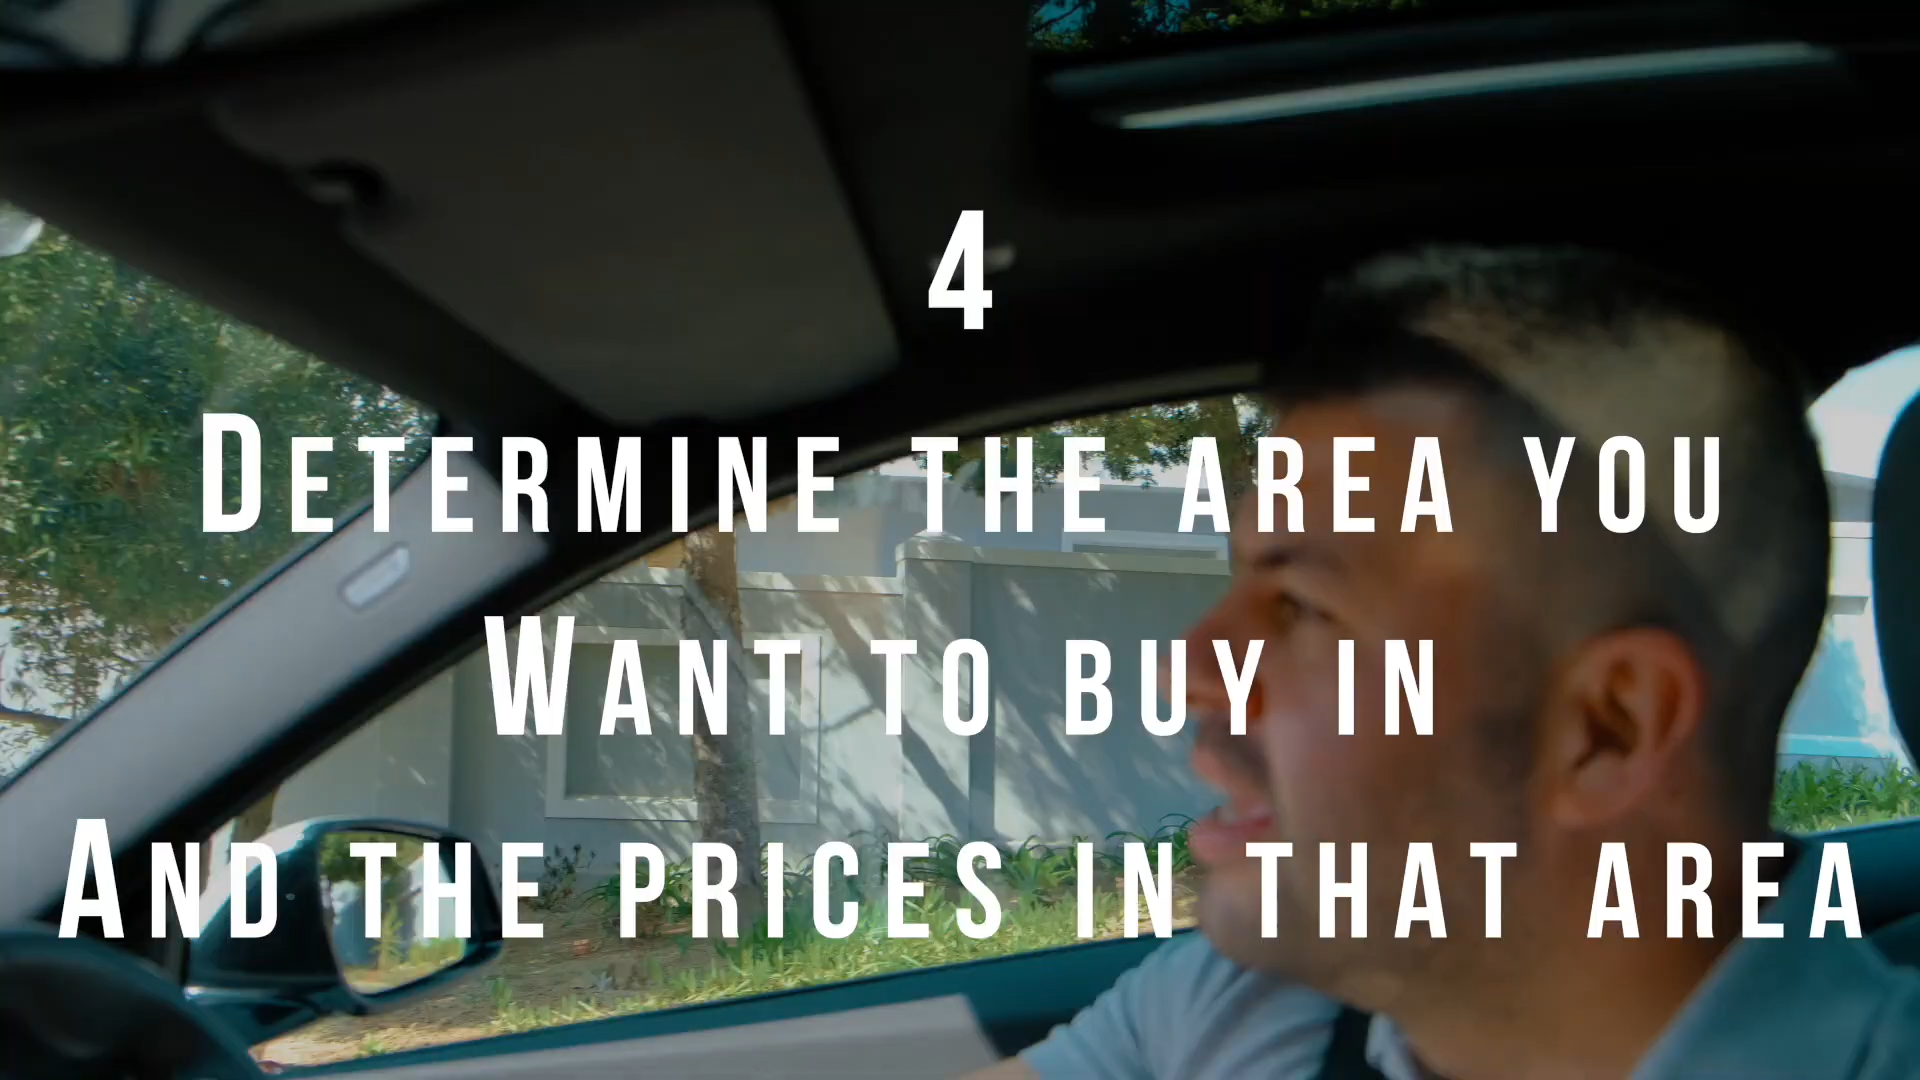 4
Determine the area you
Want to buy in
And the prices in that area